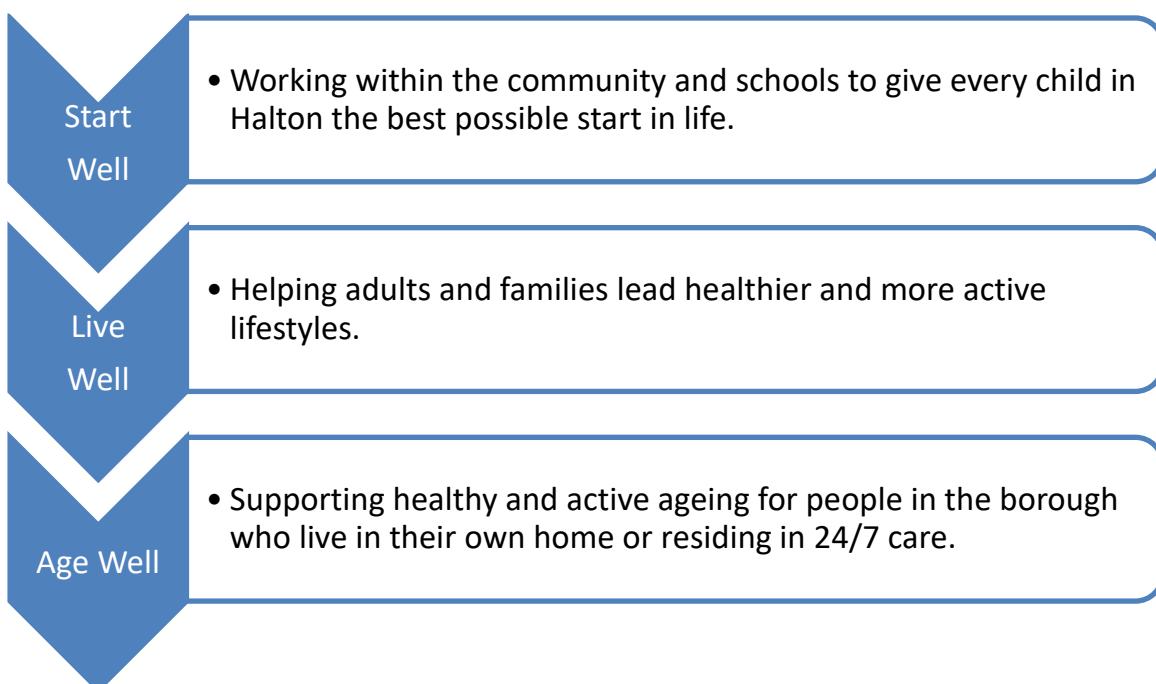 Start
Well
• Working within the community and schools to give every child in
Halton the best possible start in life.
Live
Well
• Helping adults and families lead healthier and more active
lifestyles.
Age Well
• Supporting healthy and active ageing for people in the borough
who live in their own home or residing in 24/7 care.